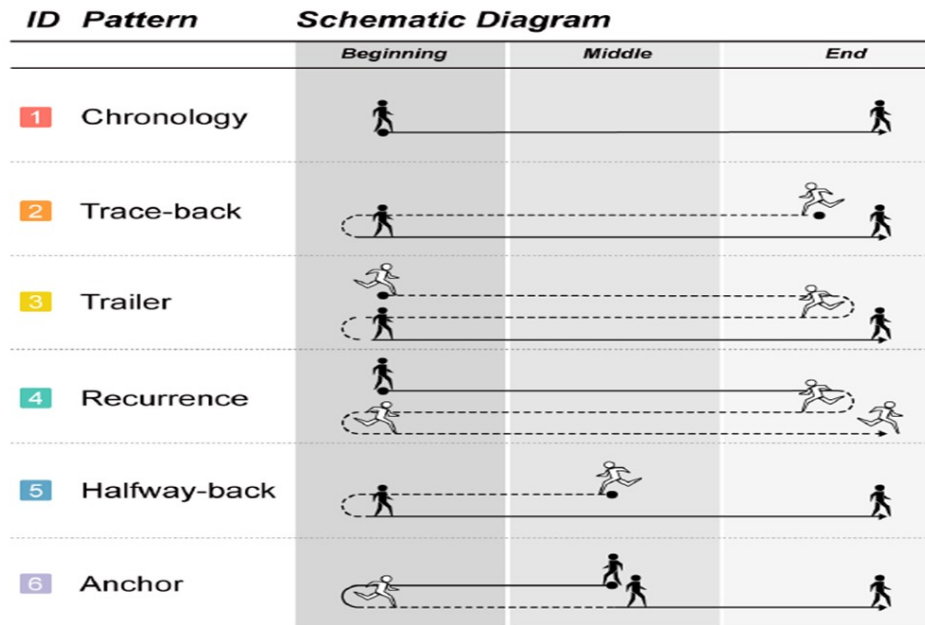 ID Pattern Schematic Diagram
Beginning Middle End
1 Chronology
2 Trace-back
3 Trailer
4 Recurrence
5 Halfway-back
6 Anchor